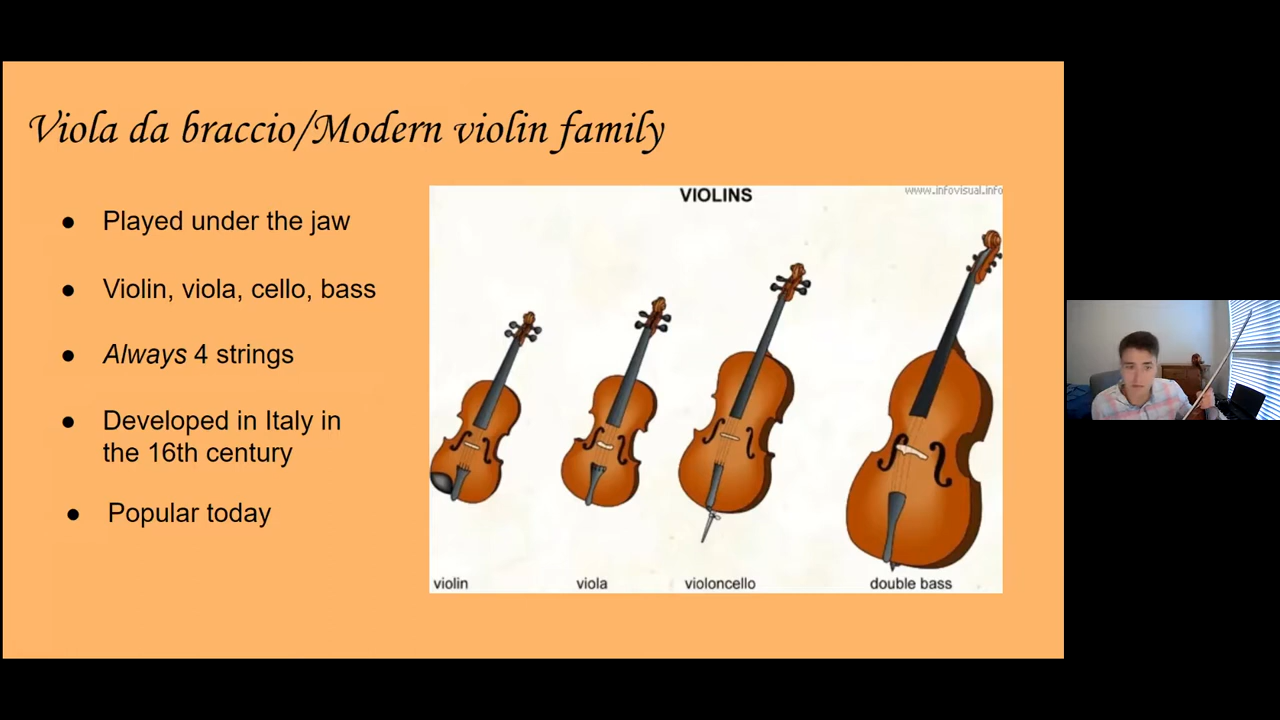 Viola da braccio/Modern violin family
● Played under the jaw
● Violin, viola, cello, bass
● Always 4 strings
● Developed in Italy in
the 16th century
● Popular today
www.infovisual.info
VIOLINS
violin viola violoncello double bass